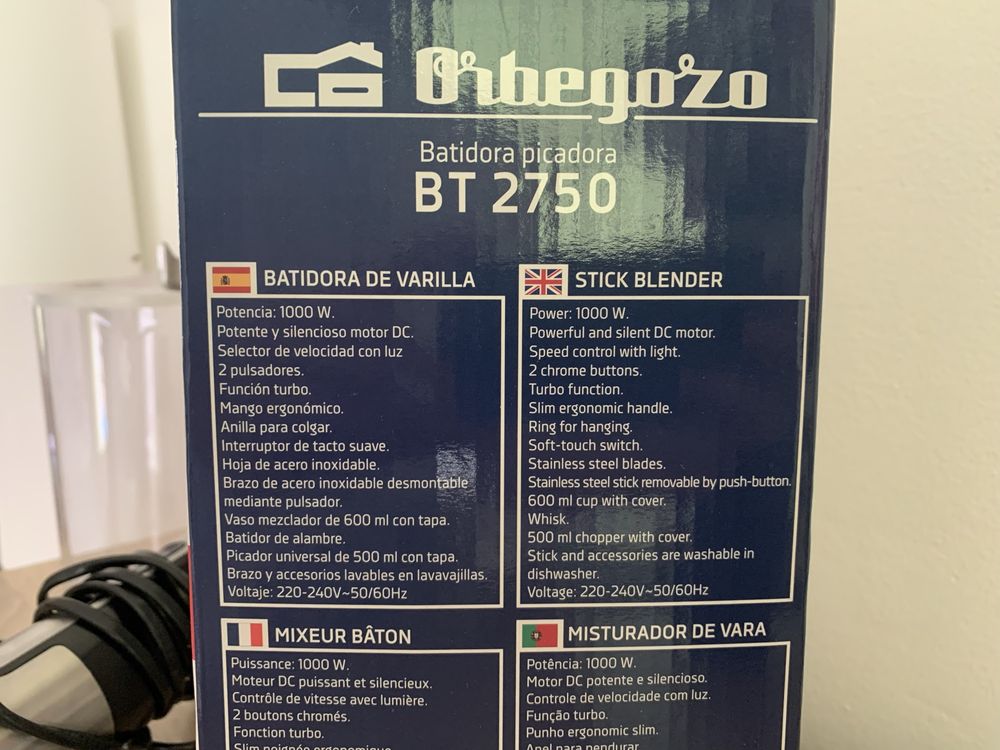 Orbegozo
Batidora picadora
BT 2750
BATIDORA DE VARILLA
Potencia: 1000 W.
Potente y silencioso motor DC.
Selector de velocidad con luz
2 pulsadores.
Función turbo.
Mango ergonómico.
Anilla para colgar.
Interruptor de tacto suave.
Hoja de acero inoxidable.
Brazo de acero inoxidable desmontable
mediante pulsador.
Vaso mezclador de 600 ml con tapa.
Batidor de alambre.
Picador universal de 500 ml con tapa.
Brazo y accesorios lavables en lavavajillas.
Voltaje: 220-240V~50/60Hz
STICK BLENDER
Power: 1000 W.
Powerful and silent DC motor.
Speed control with light.
2 chrome buttons.
Turbo function.
Slim ergonomic handle.
Ring for hanging.
Soft-touch switch.
Stainless steel blades.
Stainless steel stick removable by push-button.
600 ml cup with cover.
Whisk.
500 ml chopper with cover.
Stick and accessories are washable in
dishwasher.
Voltage: 220-240V~50/60Hz
MIXEUR BÂTON
Puissance: 1000 W.
Moteur DC puissant et silencieux.
Contrôle de vitesse avec lumière.
2 boutons chromés.
Fonction turbo.
Slim poignée ergonomique
MISTURADOR DE VARA
Potência: 1000 W.
Motor DC potente e silencioso.
Controle de velocidade com luz.
Função turbo.
Punho ergonomic slim.
Anel para pendurar